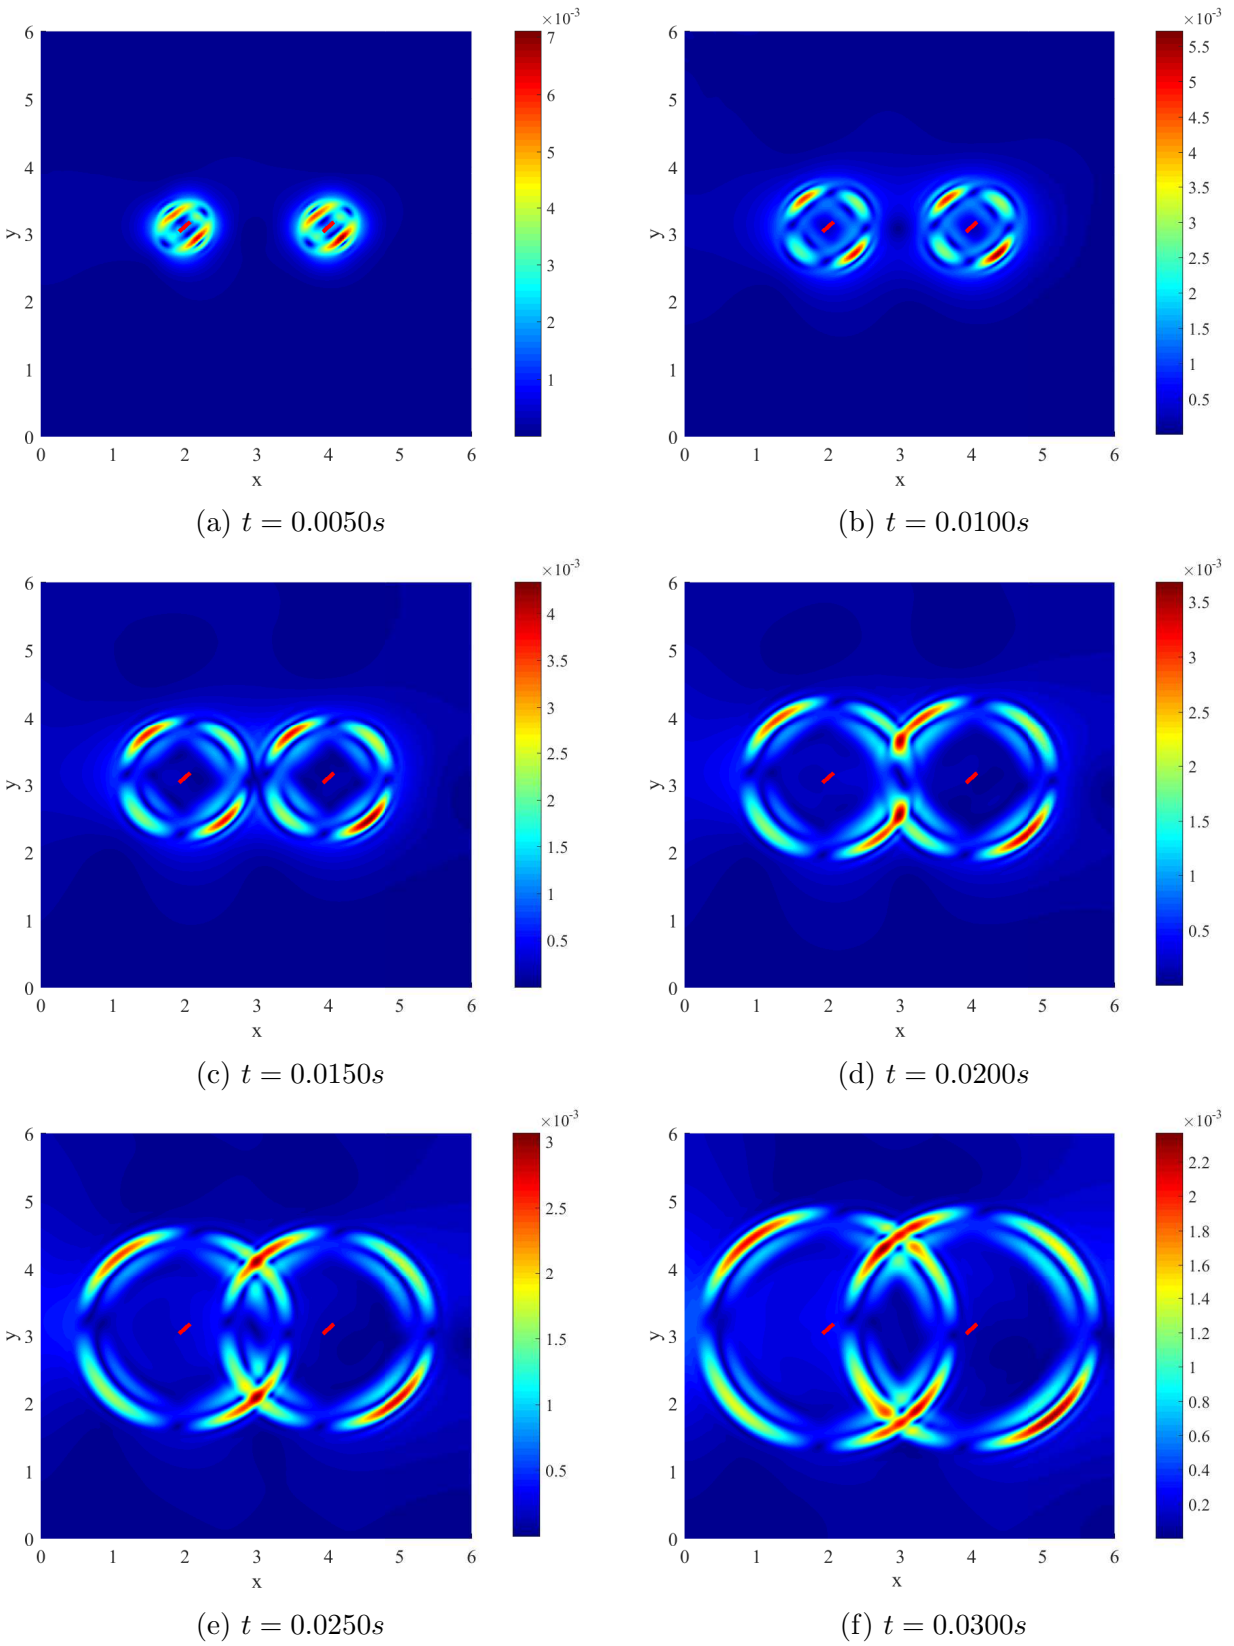 ×10⁻³ ×10⁻³
6 5 4 3 2 1 0
y
0 1 2 3 4 5 6
x
7 6 5 4 3 2 1
6 5 4 3 2 1 0
y
0 1 2 3 4 5 6
x
5.5 5 4.5 4 3.5 3 2.5 2 1.5 1 0.5
(a) t = 0.0050s (b) t = 0.0100s
×10⁻³ ×10⁻³
6 5 4 3 2 1 0
y
0 1 2 3 4 5 6
x
4 3.5 3 2.5 2 1.5 1 0.5
6 5 4 3 2 1 0
y
0 1 2 3 4 5 6
x
3.5 3 2.5 2 1.5 1 0.5
(c) t = 0.0150s (d) t = 0.0200s
×10⁻³ ×10⁻³
6 5 4 3 2 1 0
y
0 1 2 3 4 5 6
x
3 2.5 2 1.5 1 0.5
6 5 4 3 2 1 0
y
0 1 2 3 4 5 6
x
2.2 2 1.8 1.6 1.4 1.2 1 0.8 0.6 0.4 0.2
(e) t = 0.0250s (f) t = 0.0300s